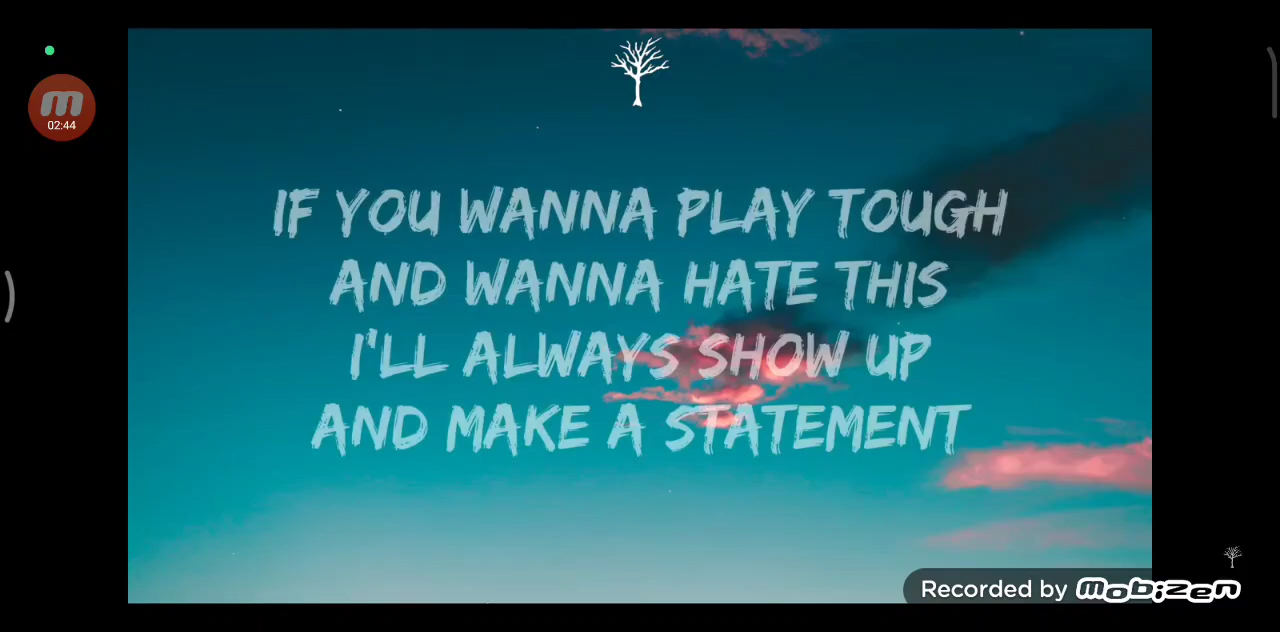 02:44
IF YOU WANNA PLAY TOUGH
AND WANNA HATE THIS
I'LL ALWAYS SHOW UP
AND MAKE A STATEMENT
Recorded by mobizen